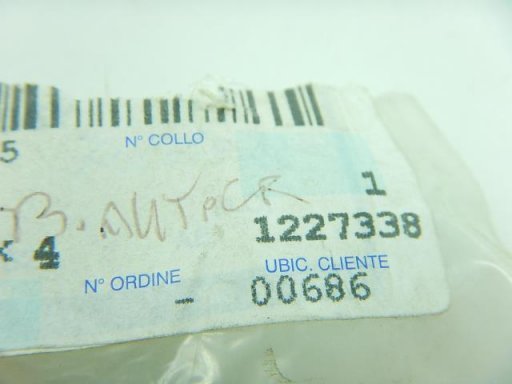 5 N° COLLO
1
1227338
4
N° ORDINE UBIC. CLIENTE
- 00686